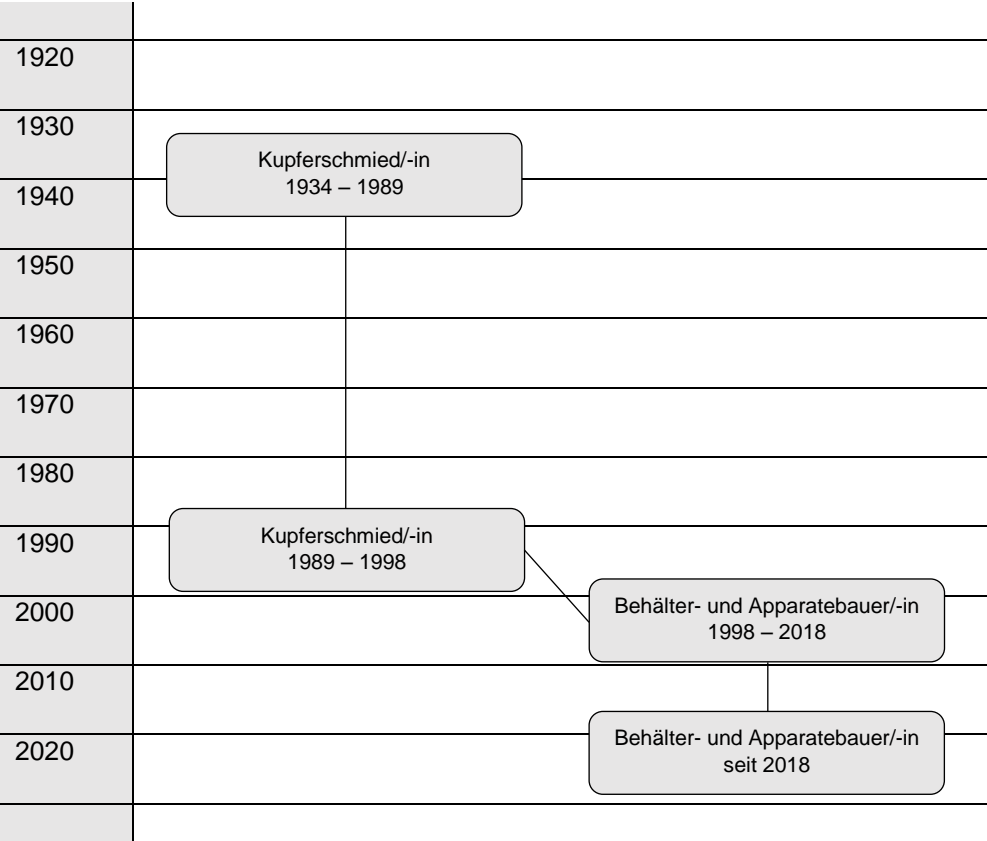 1920
1930
Kupferschmied/-in
1934 – 1989
1940
1950
1960
1970
1980
1990
Kupferschmied/-in
1989 – 1998
2000
Behälter- und Apparatebauer/-in
1998 – 2018
2010
2020
Behälter- und Apparatebauer/-in
seit 2018